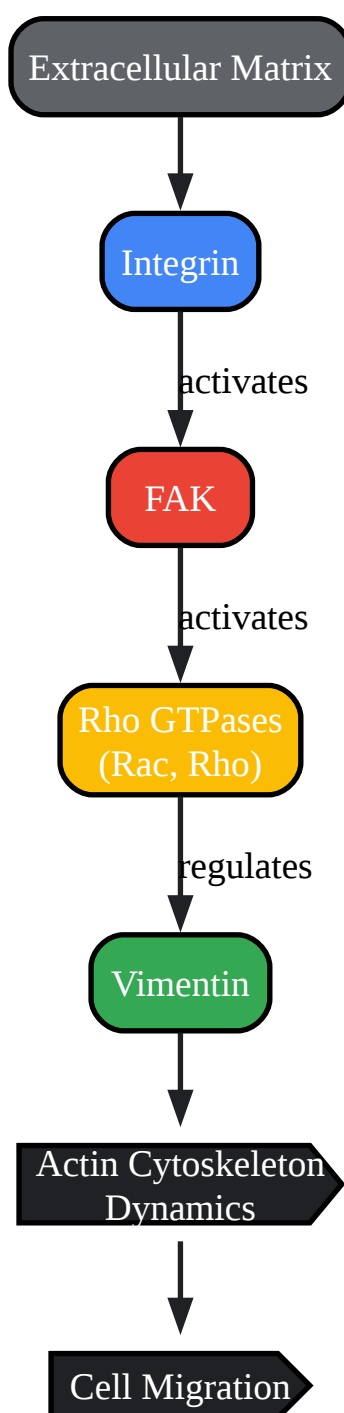 Extracellular Matrix
Integrin
activates
FAK
activates
Rho GTPases
(Rac, Rho)
regulates
Vimentin
Actin Cytoskeleton
Dynamics
Cell Migration